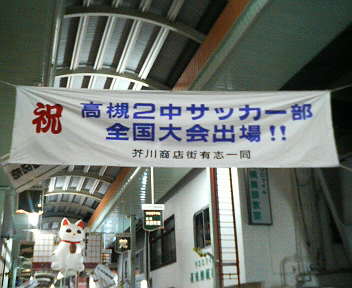 祝
高槻2中サッカー部
全国大会出場!!
芥川商店街有志一同